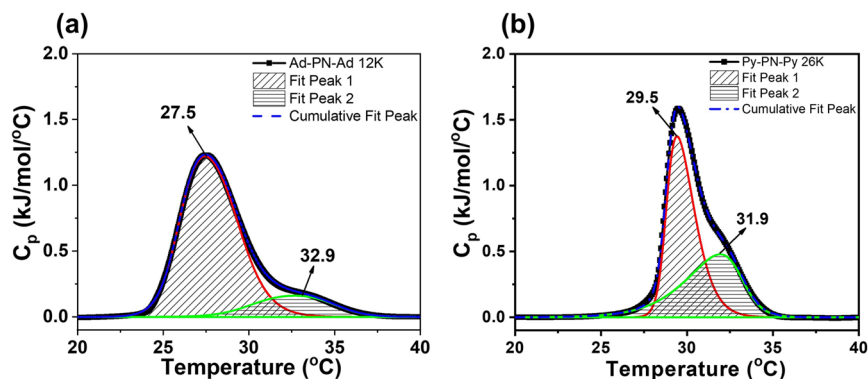 (a)
2.0
1.5
1.0
0.5
0.0
Cp (kJ/mol/°C)
Ad-PN-Ad 12K
Fit Peak 1
Fit Peak 2
Cumulative Fit Peak
27.5
32.9
20 25 30 35 40
Temperature (°C)
(b)
2.0
1.5
1.0
0.5
0.0
Cp (kJ/mol/°C)
Py-PN-Py 26K
Fit Peak 1
Fit Peak 2
Cumulative Fit Peak
29.5
31.9
20 25 30 35 40
Temperature (°C)